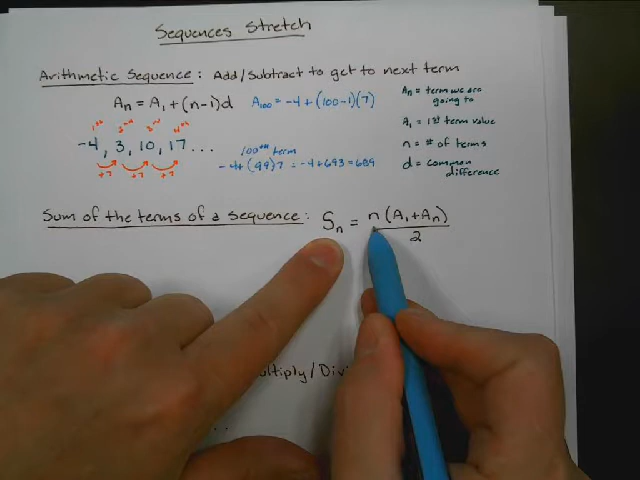 Sequences Stretch
Arithmetic Sequence: Add/Subtract to get to next term
An = A1 + (n-1)d
A100 = -4 + (100-1)(7)
An = term we are
going to
A1 = 1st term value
n = # of terms
d = common
difference
1st 2nd 3rd 4th
-4, 3, 10, 17 ...
+7 +7 +7
100th term
-4+(99)7 = -4+693 = 689
Sum of the terms of a sequence: Sn = n(A1+An)
2